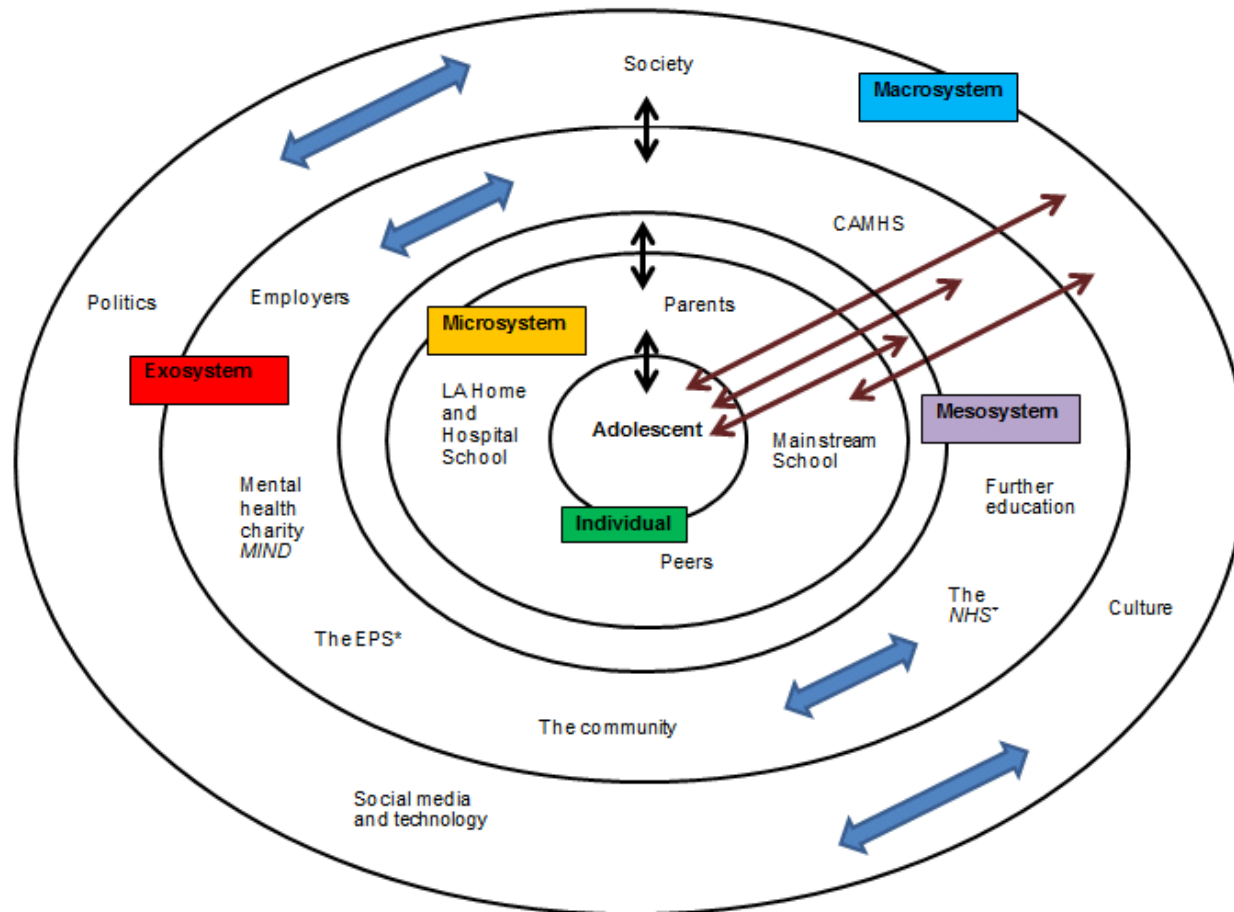 Society
Macrosystem
CAMHS
Politics
Employers
Parents
Microsystem
Exosystem
LA Home
and
Hospital
School
Adolescent
Mainstream
School
Mesosystem
Mental
health
charity
MIND
Further
education
Individual
Peers
The
NHS⁺
Culture
The EPS*
The community
Social media
and technology